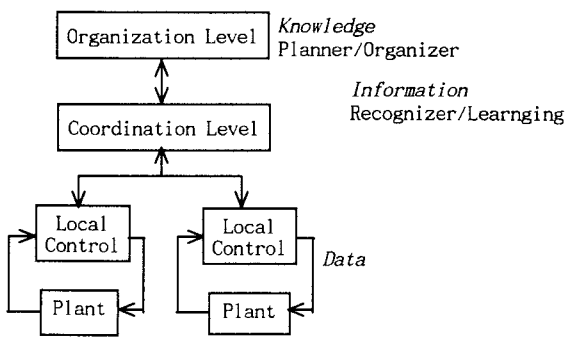 Organization Level
Knowledge
Planner/Organizer
Information
Recognizer/Learnging
Coordination Level
Local
Control
Local
Control
Data
Plant
Plant